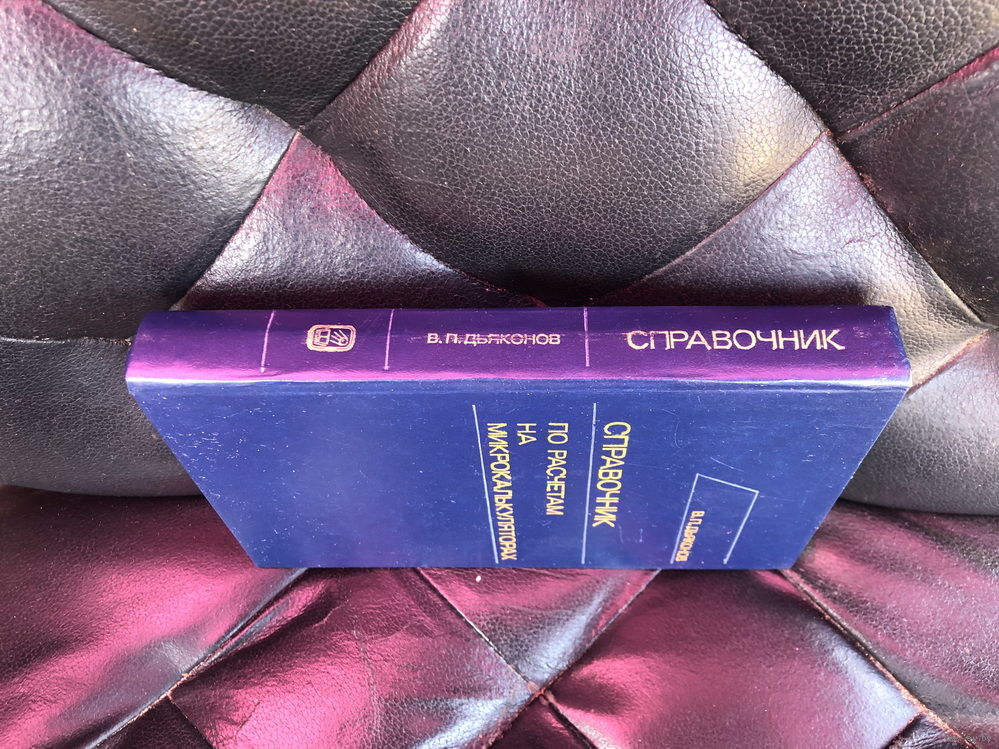 СПРАВОЧНИК
В. П. ДЬЯКОНОВ
В.П.ДЬЯКОНОВ
СПРАВОЧНИК
ПО РАСЧЕТАМ
НА
МИКРОКАЛЬКУЛЯТОРАХ